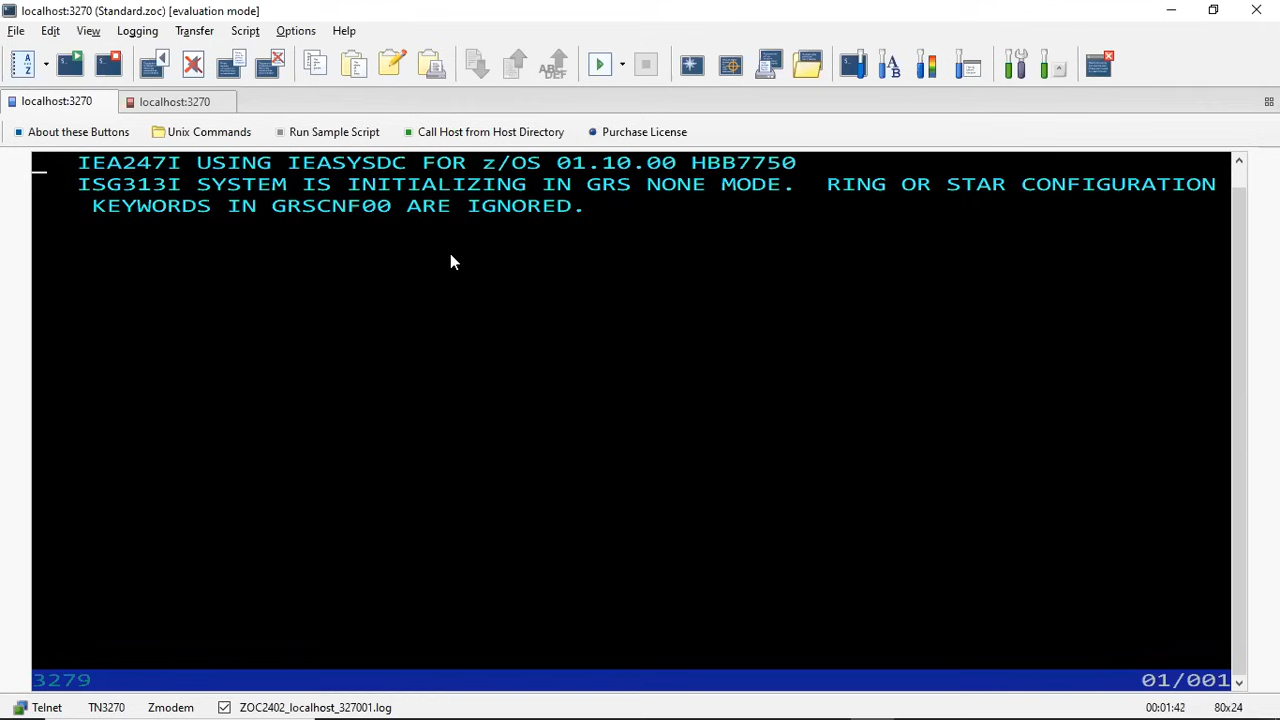 localhost:3270 (Standard.zoc) [evaluation mode]
File Edit View Logging Transfer Script Options Help
localhost:3270 localhost:3270
About these Buttons Unix Commands Run Sample Script Call Host from Host Directory Purchase License
IEA247I USING IEASYSDC FOR z/OS 01.10.00 HBB7750
ISG313I SYSTEM IS INITIALIZING IN GRS NONE MODE.  RING OR STAR CONFIGURATION
KEYWORDS IN GRSCNF00 ARE IGNORED.
3279 01/001
Telnet TN3270 Zmodem ZOC2402_localhost_327001.log 00:01:42 80x24